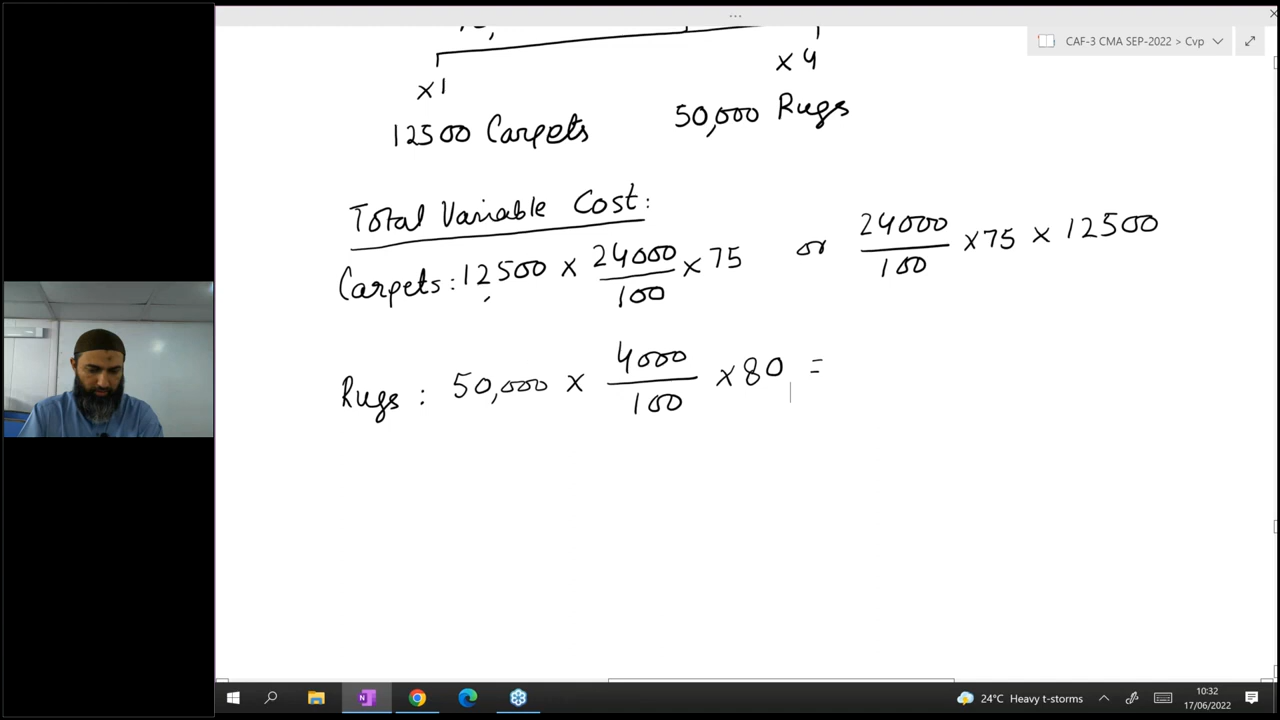 CAF-3 CMA SEP-2022 > Cvp
×1
×4
12500 Carpets
50,000 Rugs
Total Variable Cost:
Carpets: 12500 × 24000/100 × 75 or 24000/100 × 75 × 12500
Rugs: 50,000 × 4000/100 × 80 =
24°C Heavy t-storms
10:32
17/06/2022